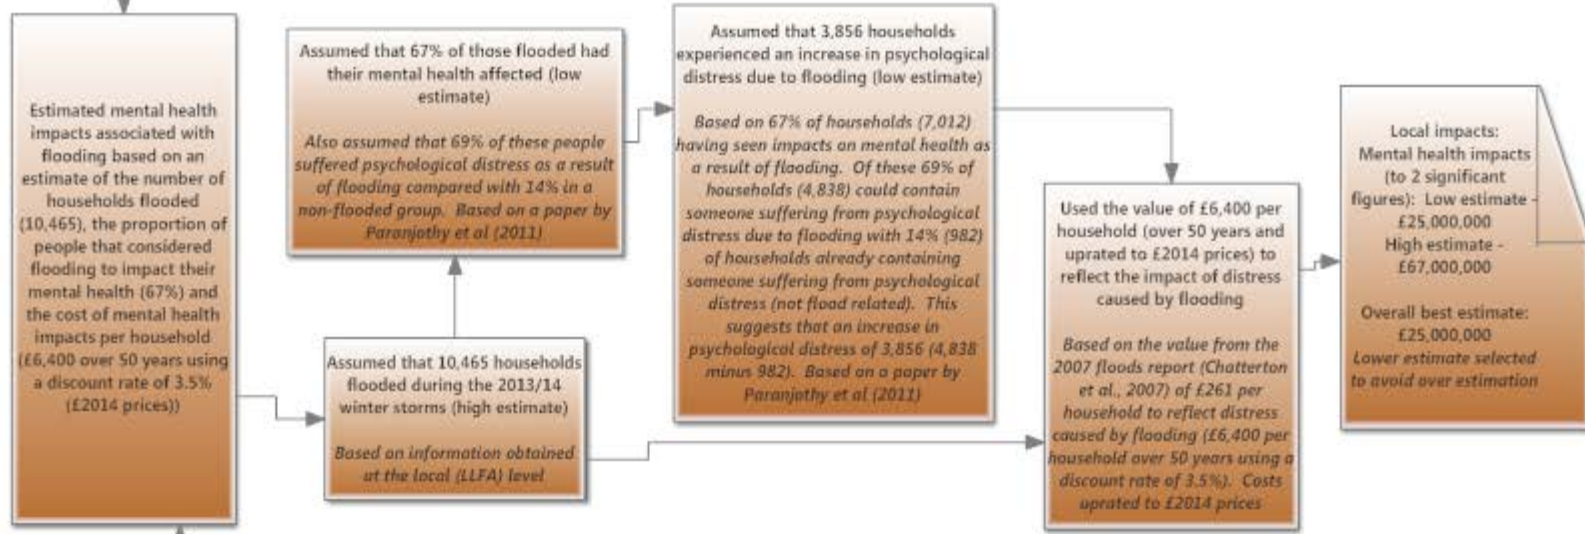 Estimated mental health
impacts associated with
flooding based on an
estimate of the number of
households flooded
(10,465), the proportion of
people that considered
flooding to impact their
mental health (67%) and
the cost of mental health
impacts per household
(£6,400 over 50 years using
a discount rate of 3.5%
(£2014 prices))
Assumed that 67% of those flooded had
their mental health affected (low
estimate)
Also assumed that 69% of these people
suffered psychological distress as a result
of flooding compared with 14% in a
non-flooded group. Based on a paper by
Paranjothy et al (2011)
Assumed that 10,465 households
flooded during the 2013/14
winter storms (high estimate)
Based on information obtained
at the local (LLFA) level
Assumed that 3,856 households
experienced an increase in psychological
distress due to flooding (low estimate)
Based on 67% of households (7,012)
having seen impacts on mental health as
a result of flooding. Of these 69% of
households (4,838) could contain
someone suffering from psychological
distress due to flooding with 14% (982)
of households already containing
someone suffering from psychological
distress (not flood related). This
suggests that an increase in
psychological distress of 3,856 (4,838
minus 982). Based on a paper by
Paranjothy et al (2011)
Used the value of £6,400 per
household (over 50 years and
uprated to £2014 prices) to
reflect the impact of distress
caused by flooding
Based on the value from the
2007 floods report (Chatterton
et al., 2007) of £261 per
household to reflect distress
caused by flooding (£6,400 per
household over 50 years using a
discount rate of 3.5%). Costs
uprated to £2014 prices
Local impacts:
Mental health impacts
(to 2 significant
figures): Low estimate -
£25,000,000
High estimate -
£67,000,000
Overall best estimate:
£25,000,000
Lower estimate selected
to avoid over estimation